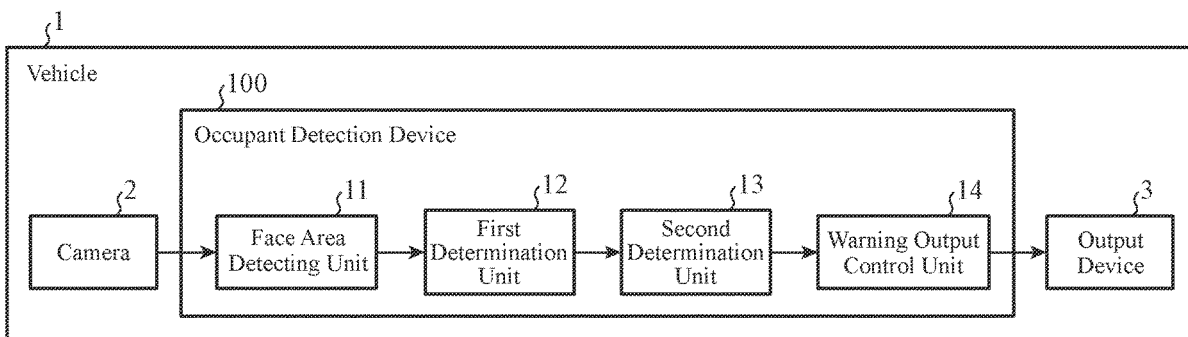 1
Vehicle
100
Occupant Detection Device
2
Camera
11
Face Area
Detecting Unit
12
First
Determination
Unit
13
Second
Determination
Unit
14
Warning Output
Control Unit
3
Output
Device